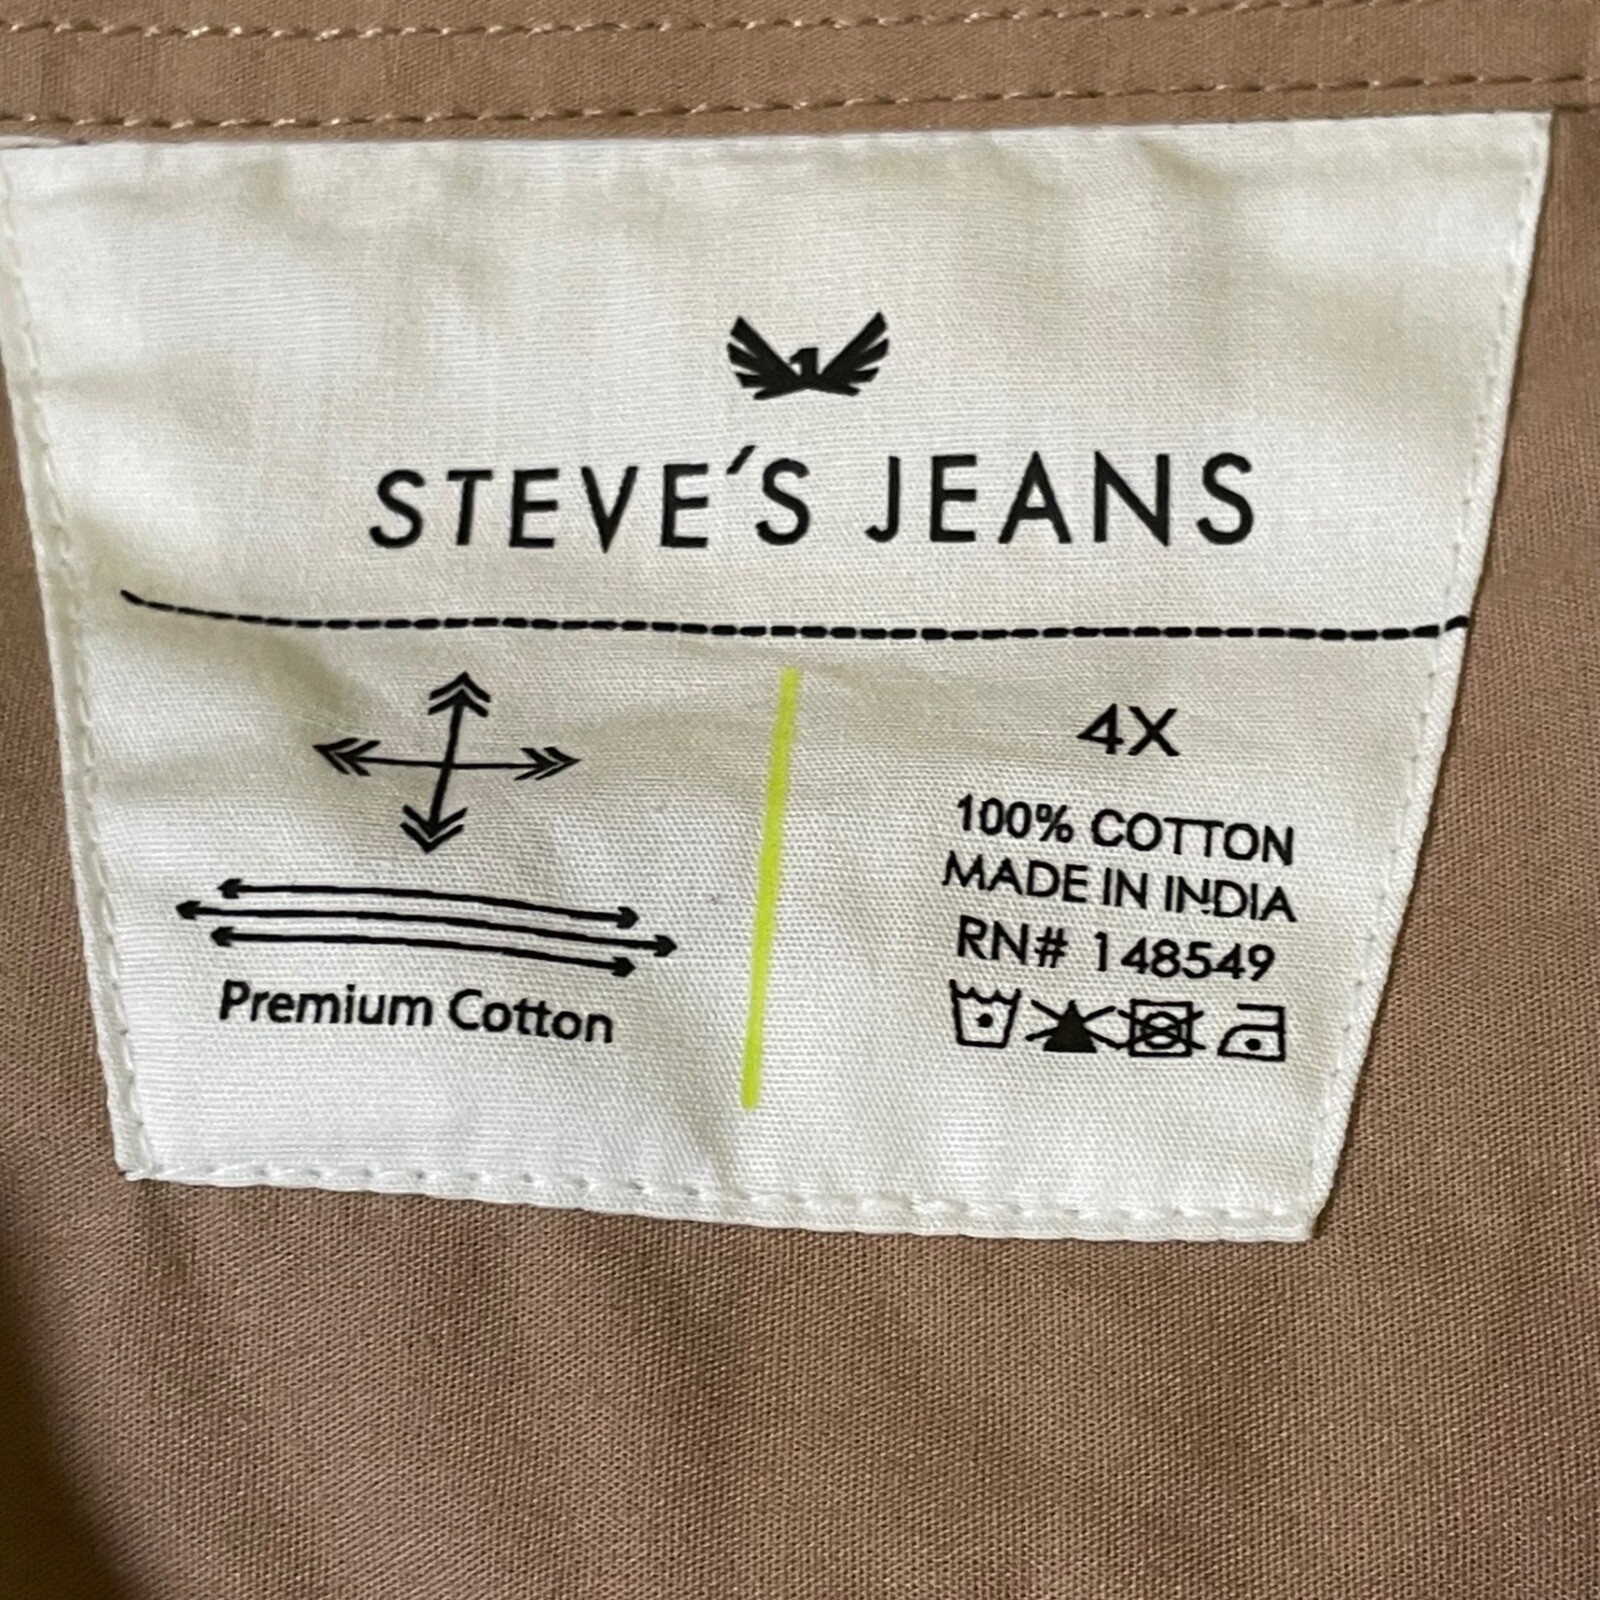 STEVE'S JEANS
4X
100% COTTON
MADE IN INDIA
RN# 148549
Premium Cotton